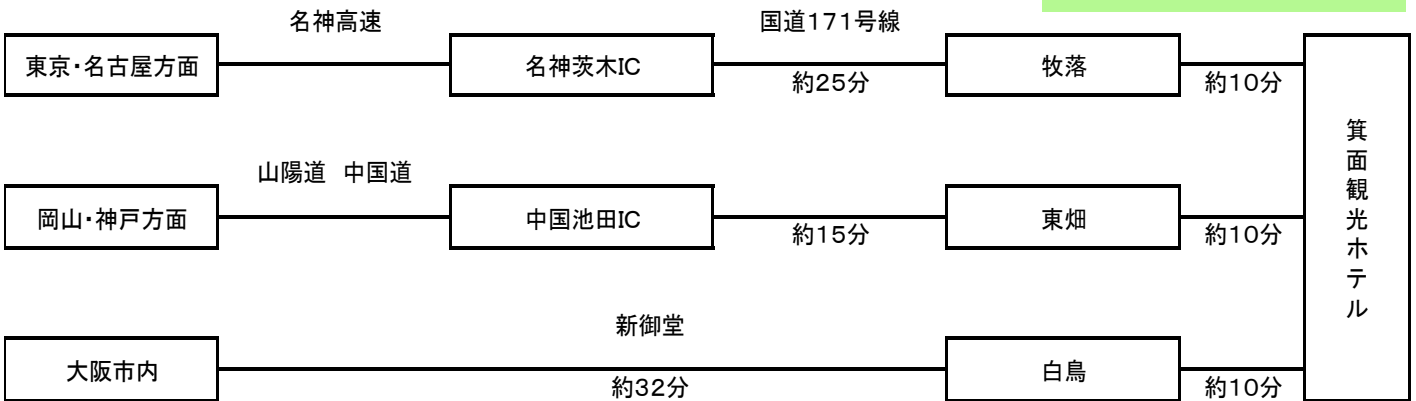 名神高速
国道171号線
東京・名古屋方面
名神茨木IC
約25分
牧落
約10分
山陽道 中国道
岡山・神戸方面
中国池田IC
約15分
東畑
約10分
新御堂
大阪市内
約32分
白鳥
約10分
箕面観光ホテル